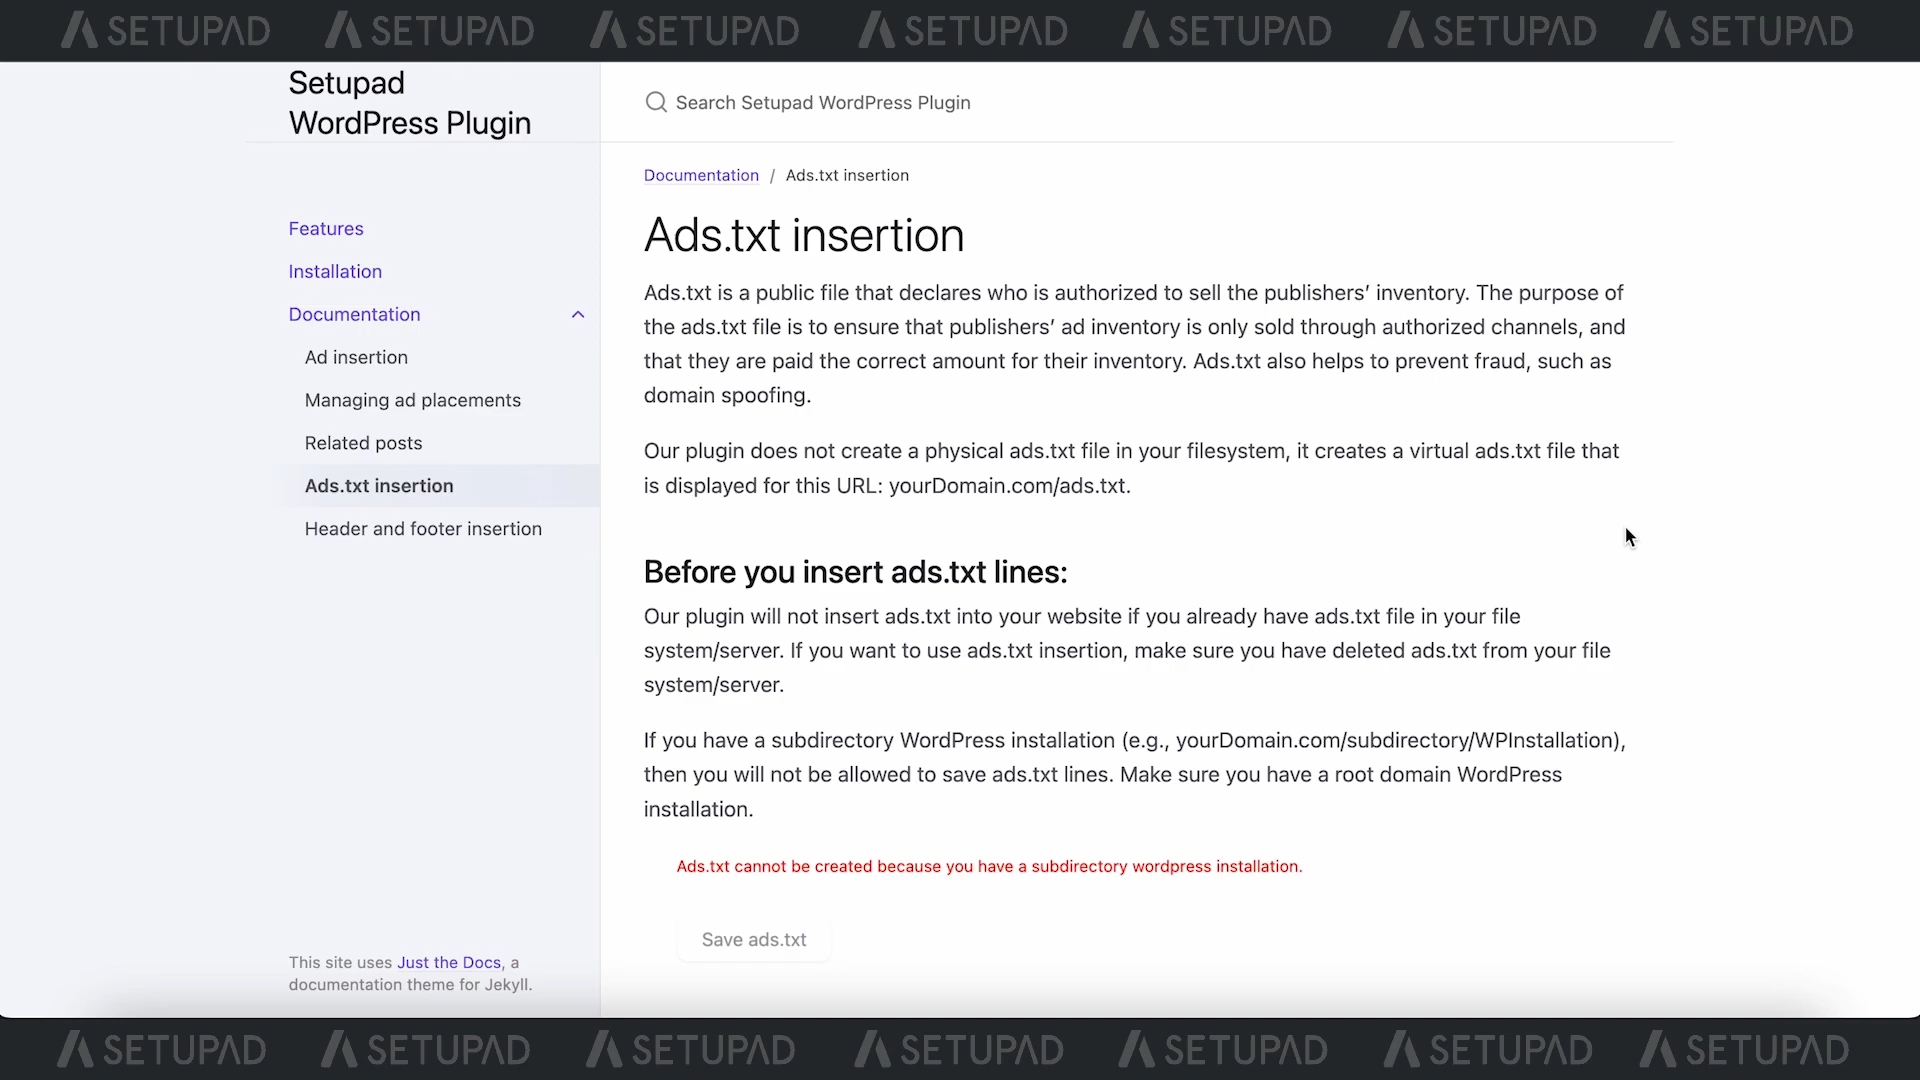 SETUPAD SETUPAD SETUPAD SETUPAD SETUPAD SETUPAD SETUPAD
Setupad
WordPress Plugin
Search Setupad WordPress Plugin
Features
Installation
Documentation
Ad insertion
Managing ad placements
Related posts
Ads.txt insertion
Header and footer insertion
This site uses Just the Docs, a
documentation theme for Jekyll.
Documentation / Ads.txt insertion
Ads.txt insertion
Ads.txt is a public file that declares who is authorized to sell the publishers’ inventory. The purpose of
the ads.txt file is to ensure that publishers’ ad inventory is only sold through authorized channels, and
that they are paid the correct amount for their inventory. Ads.txt also helps to prevent fraud, such as
domain spoofing.
Our plugin does not create a physical ads.txt file in your filesystem, it creates a virtual ads.txt file that
is displayed for this URL: yourDomain.com/ads.txt.
Before you insert ads.txt lines:
Our plugin will not insert ads.txt into your website if you already have ads.txt file in your file
system/server. If you want to use ads.txt insertion, make sure you have deleted ads.txt from your file
system/server.
If you have a subdirectory WordPress installation (e.g., yourDomain.com/subdirectory/WPInstallation),
then you will not be allowed to save ads.txt lines. Make sure you have a root domain WordPress
installation.
Ads.txt cannot be created because you have a subdirectory wordpress installation.
Save ads.txt
SETUPAD SETUPAD SETUPAD SETUPAD SETUPAD SETUPAD SETUPAD